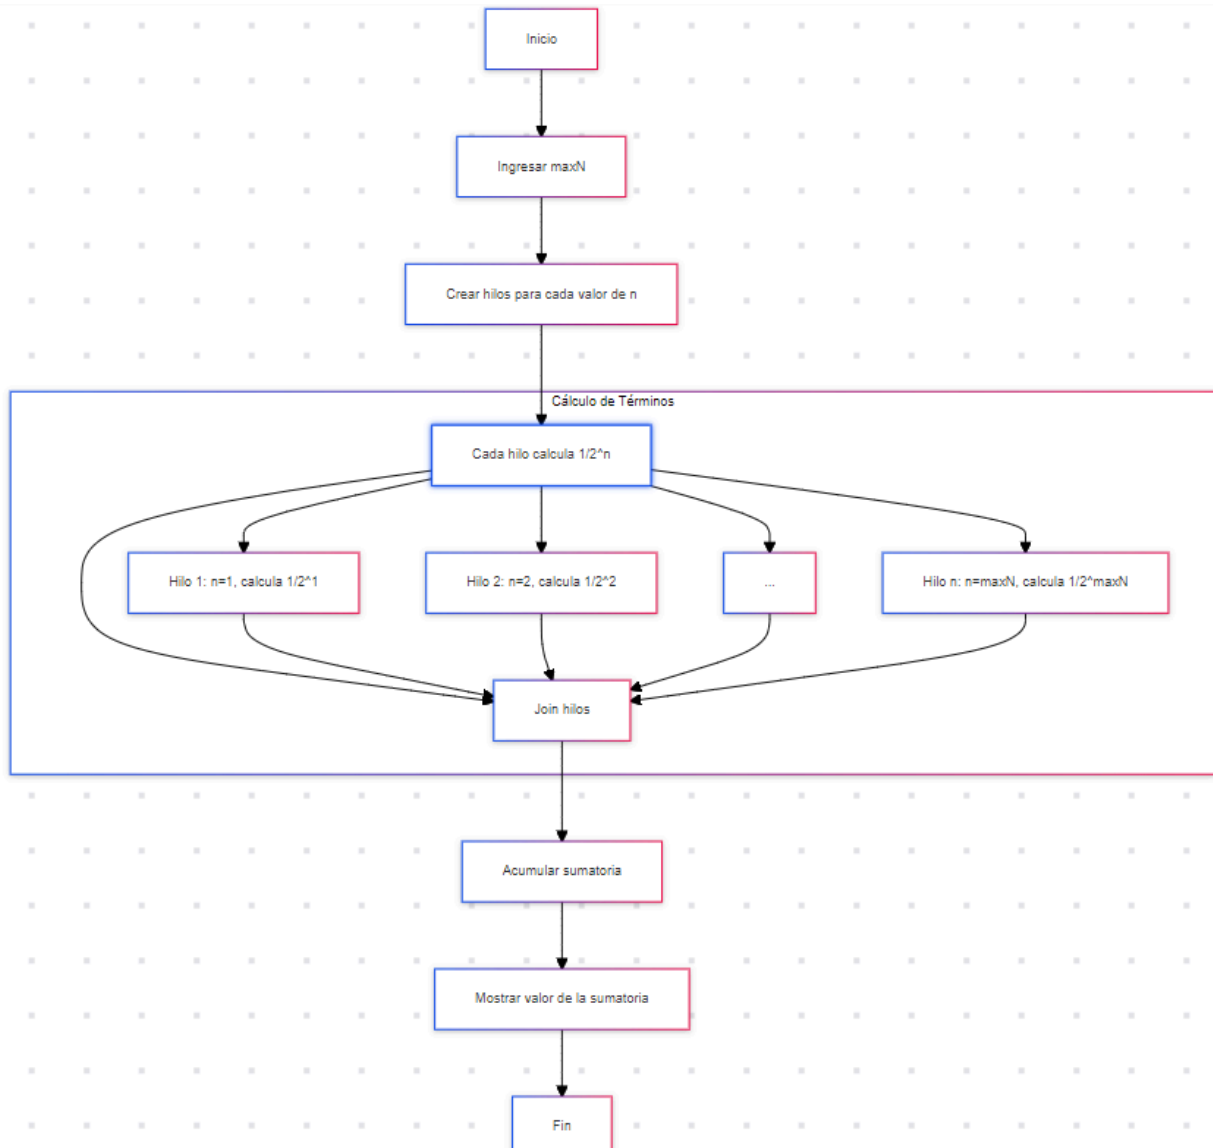 Inicio
Ingresar maxN
Crear hilos para cada valor de n
Cálculo de Términos
Cada hilo calcula 1/2^n
Hilo 1: n=1, calcula 1/2^1
Hilo 2: n=2, calcula 1/2^2
...
Hilo n: n=maxN, calcula 1/2^maxN
Join hilos
Acumular sumatoria
Mostrar valor de la sumatoria
Fin